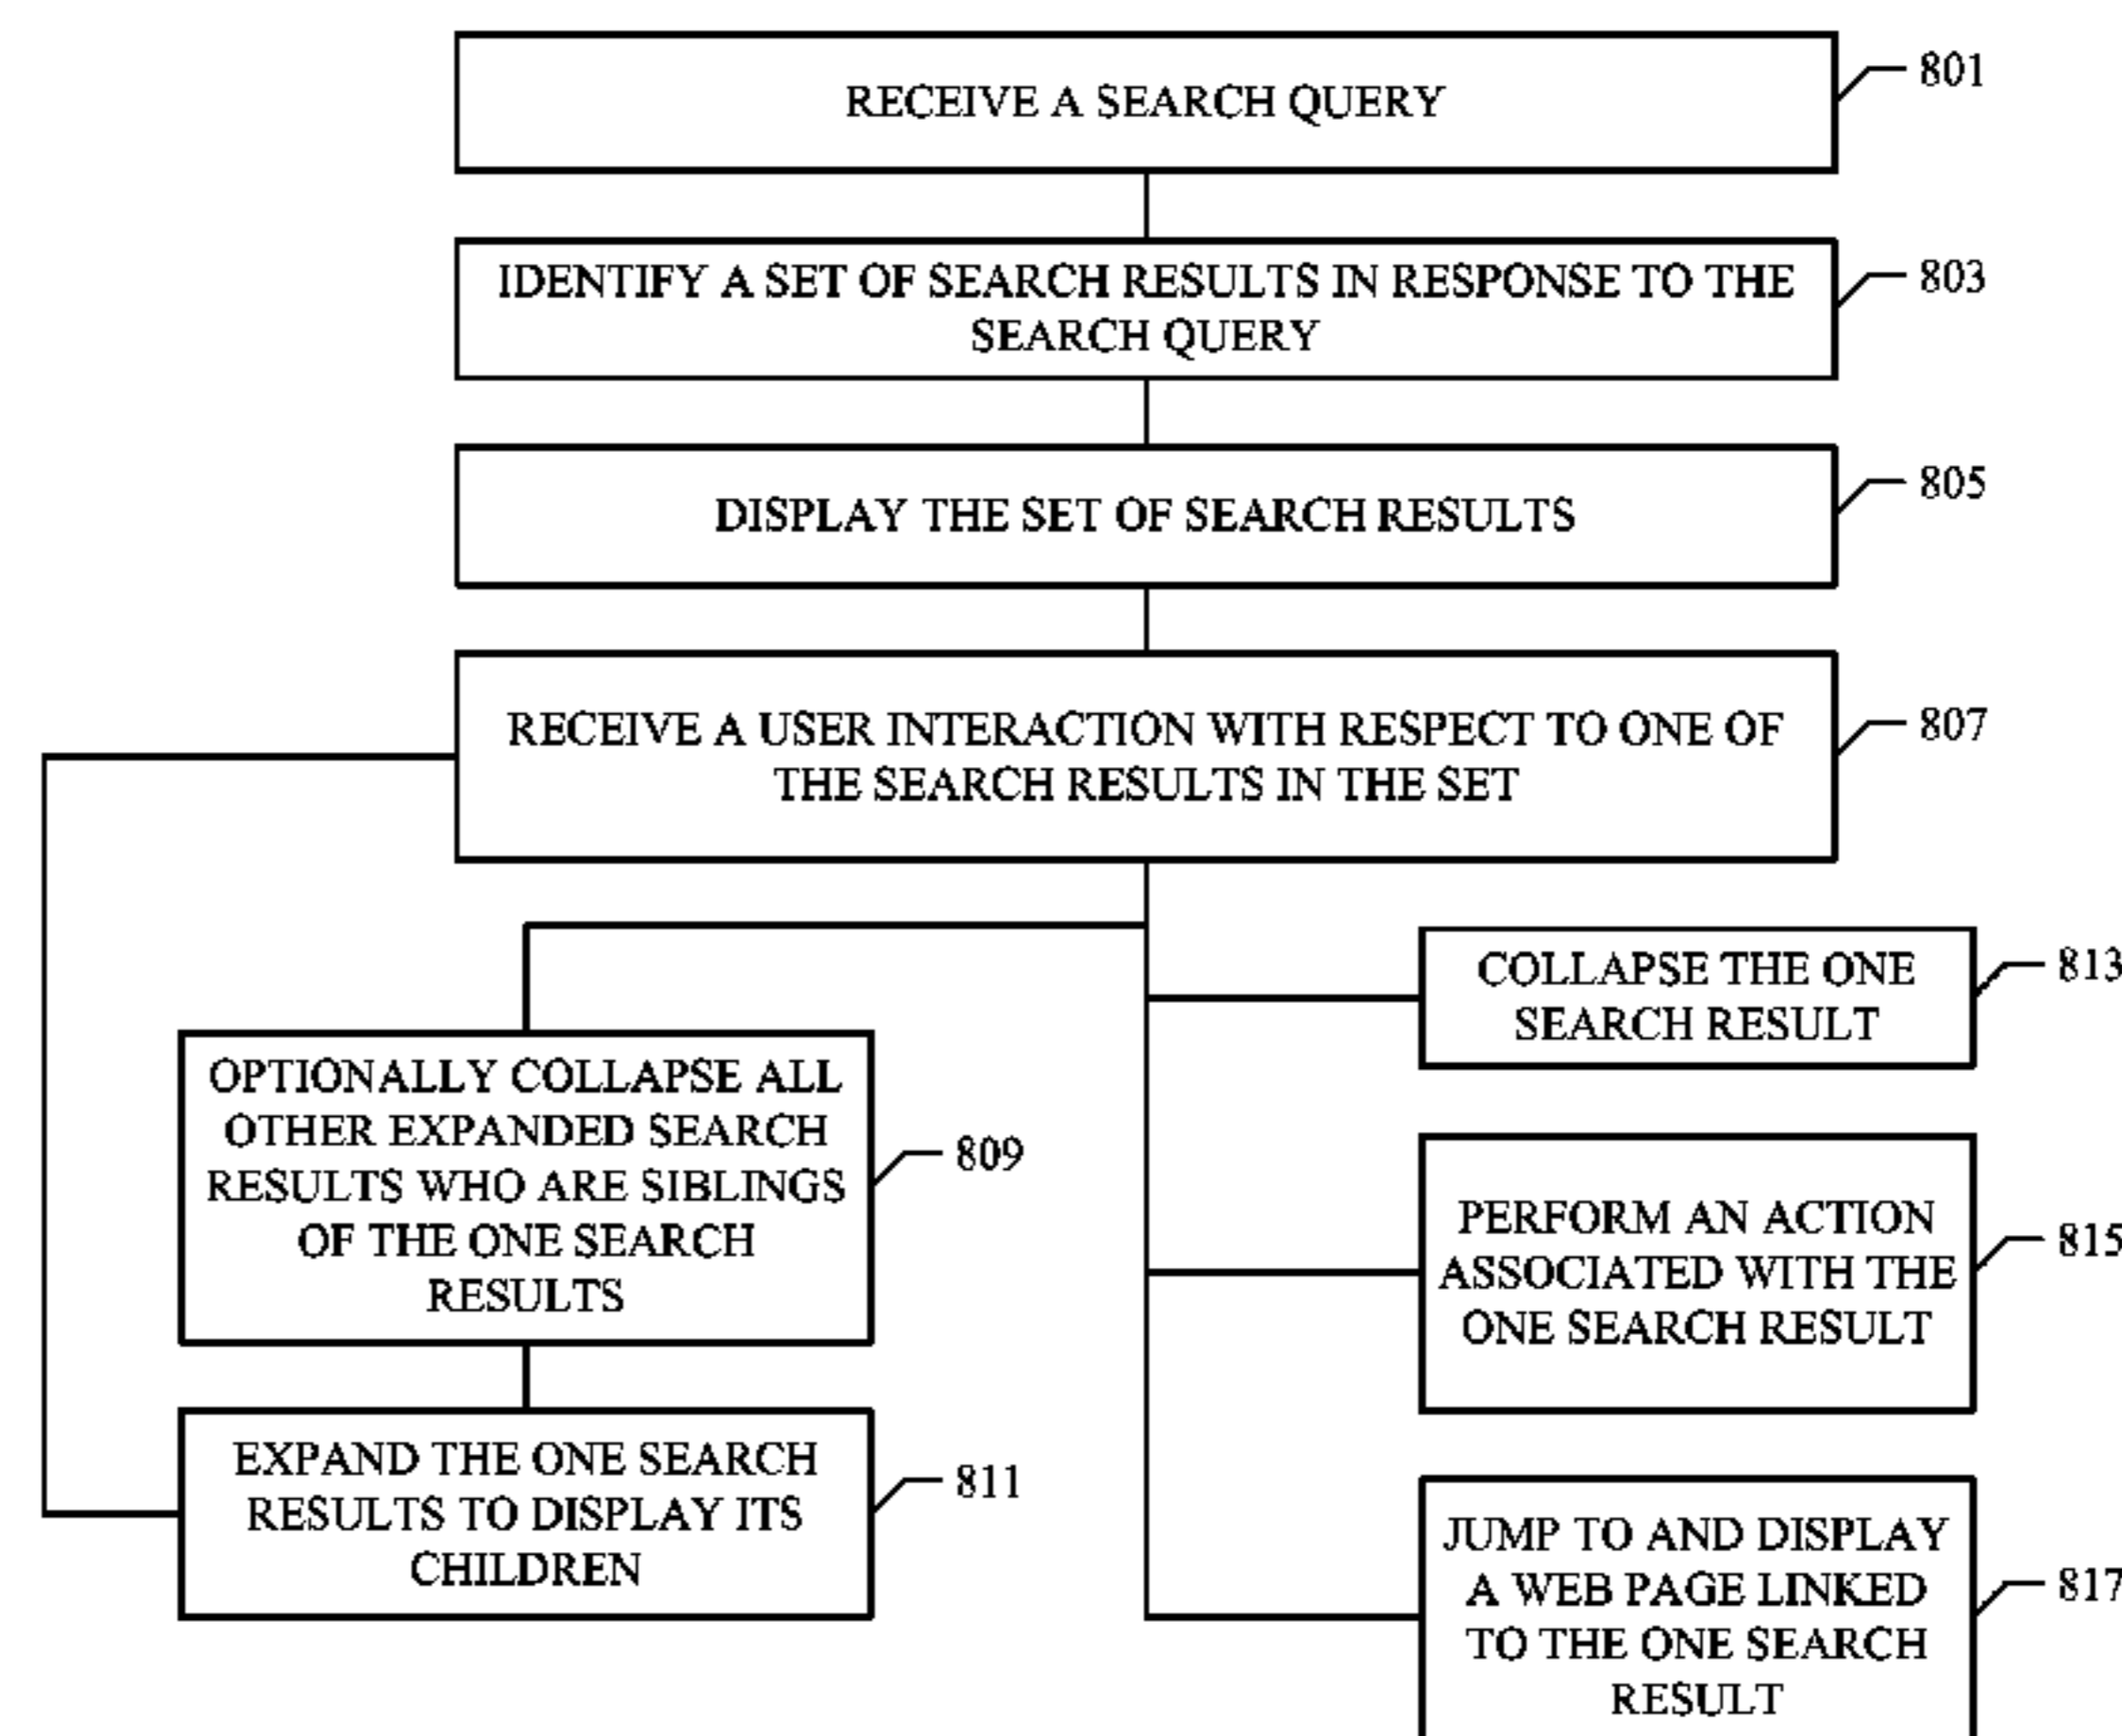 RECEIVE A SEARCH QUERY
801
IDENTIFY A SET OF SEARCH RESULTS IN RESPONSE TO THE
SEARCH QUERY
803
DISPLAY THE SET OF SEARCH RESULTS
805
RECEIVE A USER INTERACTION WITH RESPECT TO ONE OF
THE SEARCH RESULTS IN THE SET
807
OPTIONALLY COLLAPSE ALL
OTHER EXPANDED SEARCH
RESULTS WHO ARE SIBLINGS
OF THE ONE SEARCH
RESULTS
809
EXPAND THE ONE SEARCH
RESULTS TO DISPLAY ITS
CHILDREN
811
COLLAPSE THE ONE
SEARCH RESULT
813
PERFORM AN ACTION
ASSOCIATED WITH THE
ONE SEARCH RESULT
815
JUMP TO AND DISPLAY
A WEB PAGE LINKED
TO THE ONE SEARCH
RESULT
817